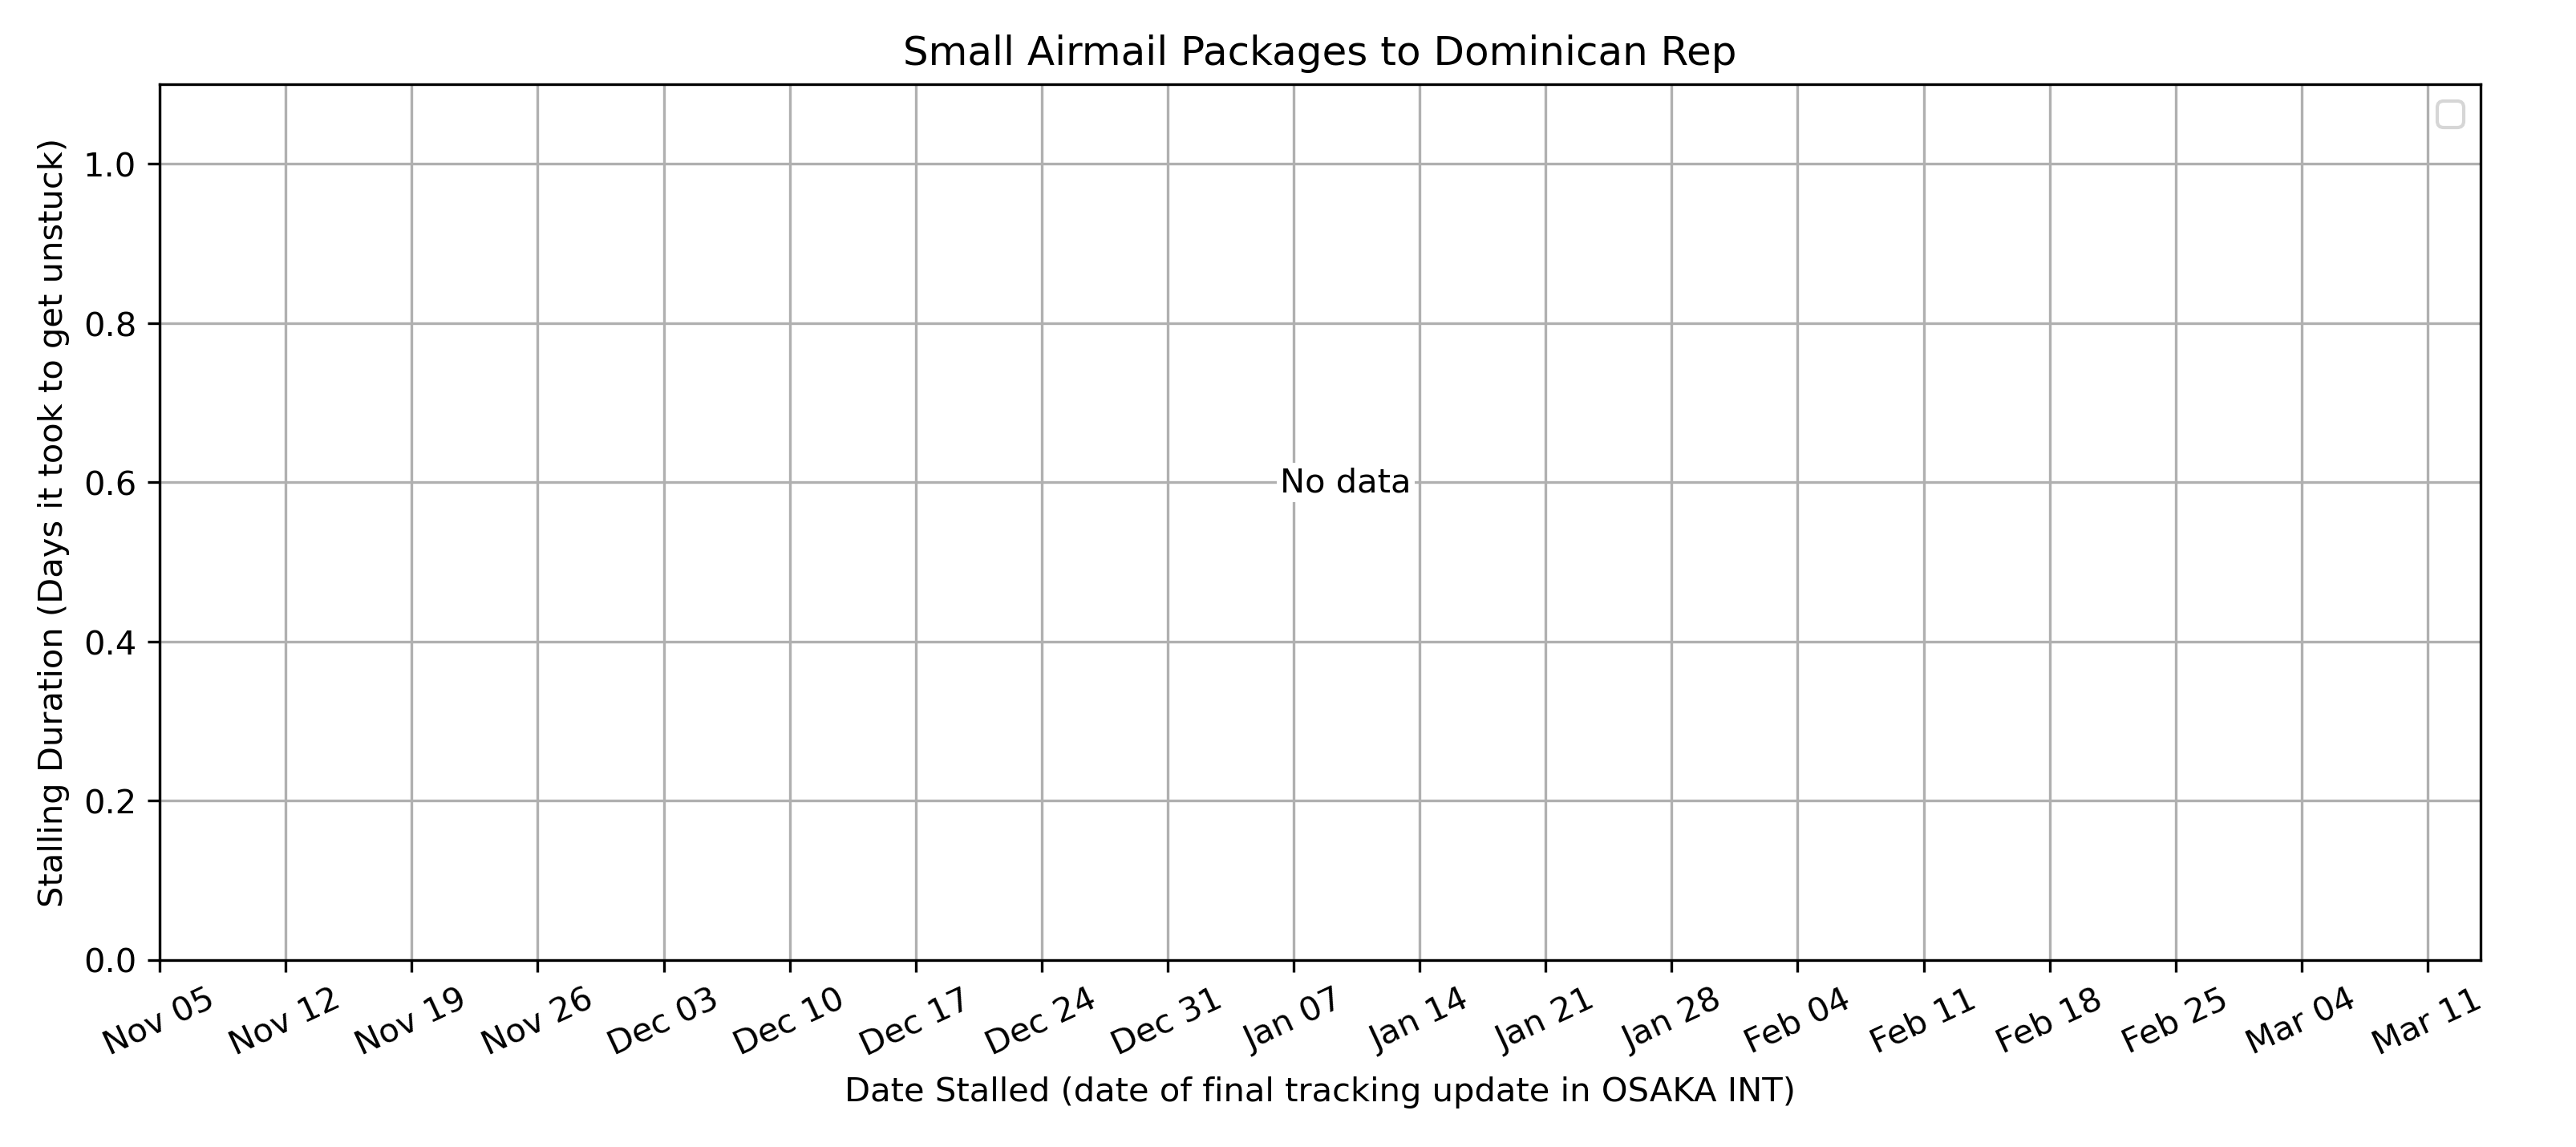 Small Airmail Packages to Dominican Rep
Stalling Duration (Days it took to get unstuck)
1.0
0.8
0.6
0.4
0.2
0.0
No data
Nov 05 Nov 12 Nov 19 Nov 26 Dec 03 Dec 10 Dec 17 Dec 24 Dec 31 Jan 07 Jan 14 Jan 21 Jan 28 Feb 04 Feb 11 Feb 18 Feb 25 Mar 04 Mar 11
Date Stalled (date of final tracking update in OSAKA INT)